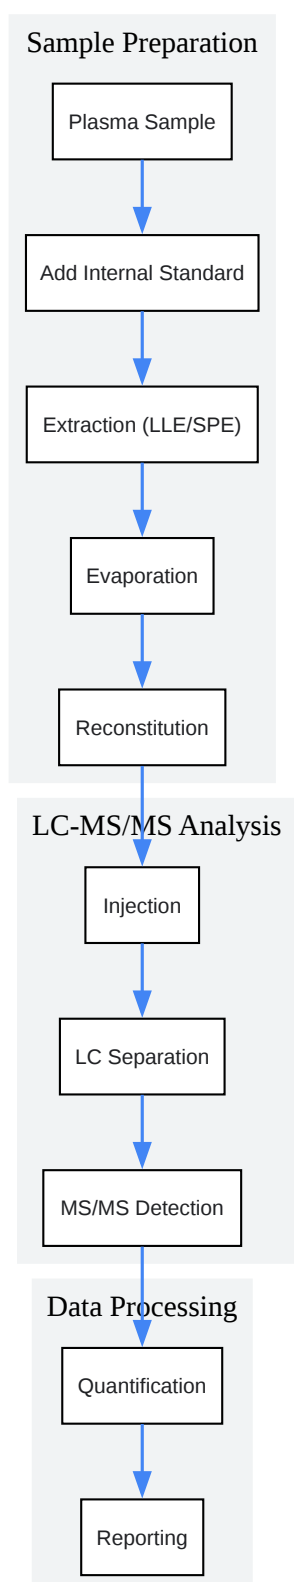 Sample Preparation
Plasma Sample
Add Internal Standard
Extraction (LLE/SPE)
Evaporation
Reconstitution
LC-MS/MS Analysis
Injection
LC Separation
MS/MS Detection
Data Processing
Quantification
Reporting